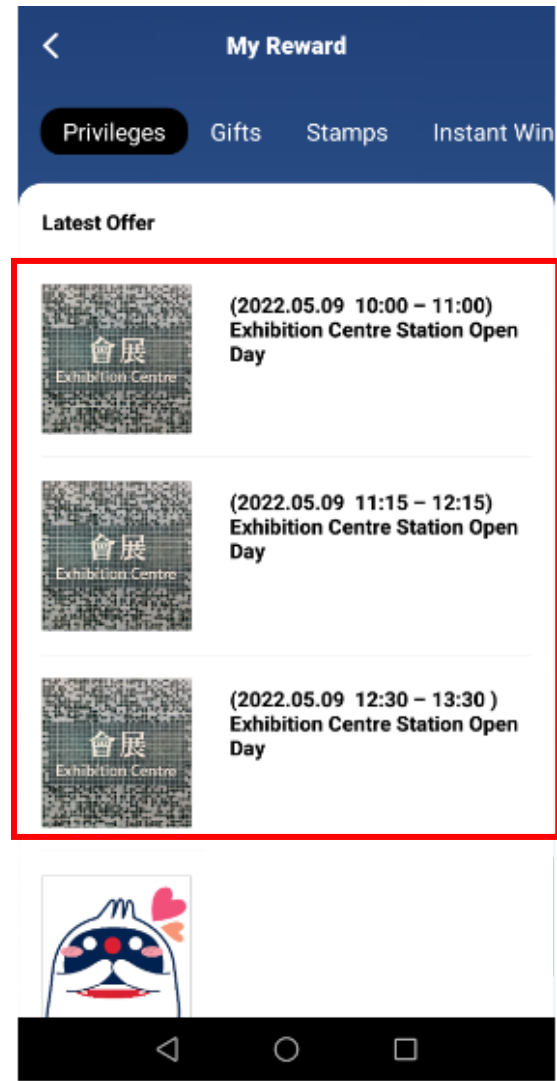 My Reward
Privileges
Gifts
Stamps
Instant Win
Latest Offer
會展
Exhibition Centre
(2022.05.09 10:00 – 11:00)
Exhibition Centre Station Open
Day
會展
Exhibition Centre
(2022.05.09 11:15 – 12:15)
Exhibition Centre Station Open
Day
會展
Exhibition Centre
(2022.05.09 12:30 – 13:30 )
Exhibition Centre Station Open
Day